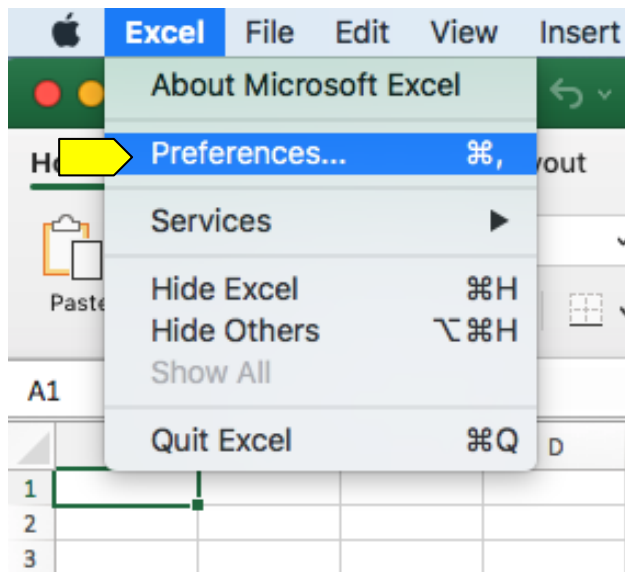 Excel File Edit View Insert
About Microsoft Excel
Preferences... ⌘,
Services
Hide Excel ⌘H
Hide Others ⌥⌘H
Show All
Quit Excel ⌘Q
Paste
A1
D
1
2
3